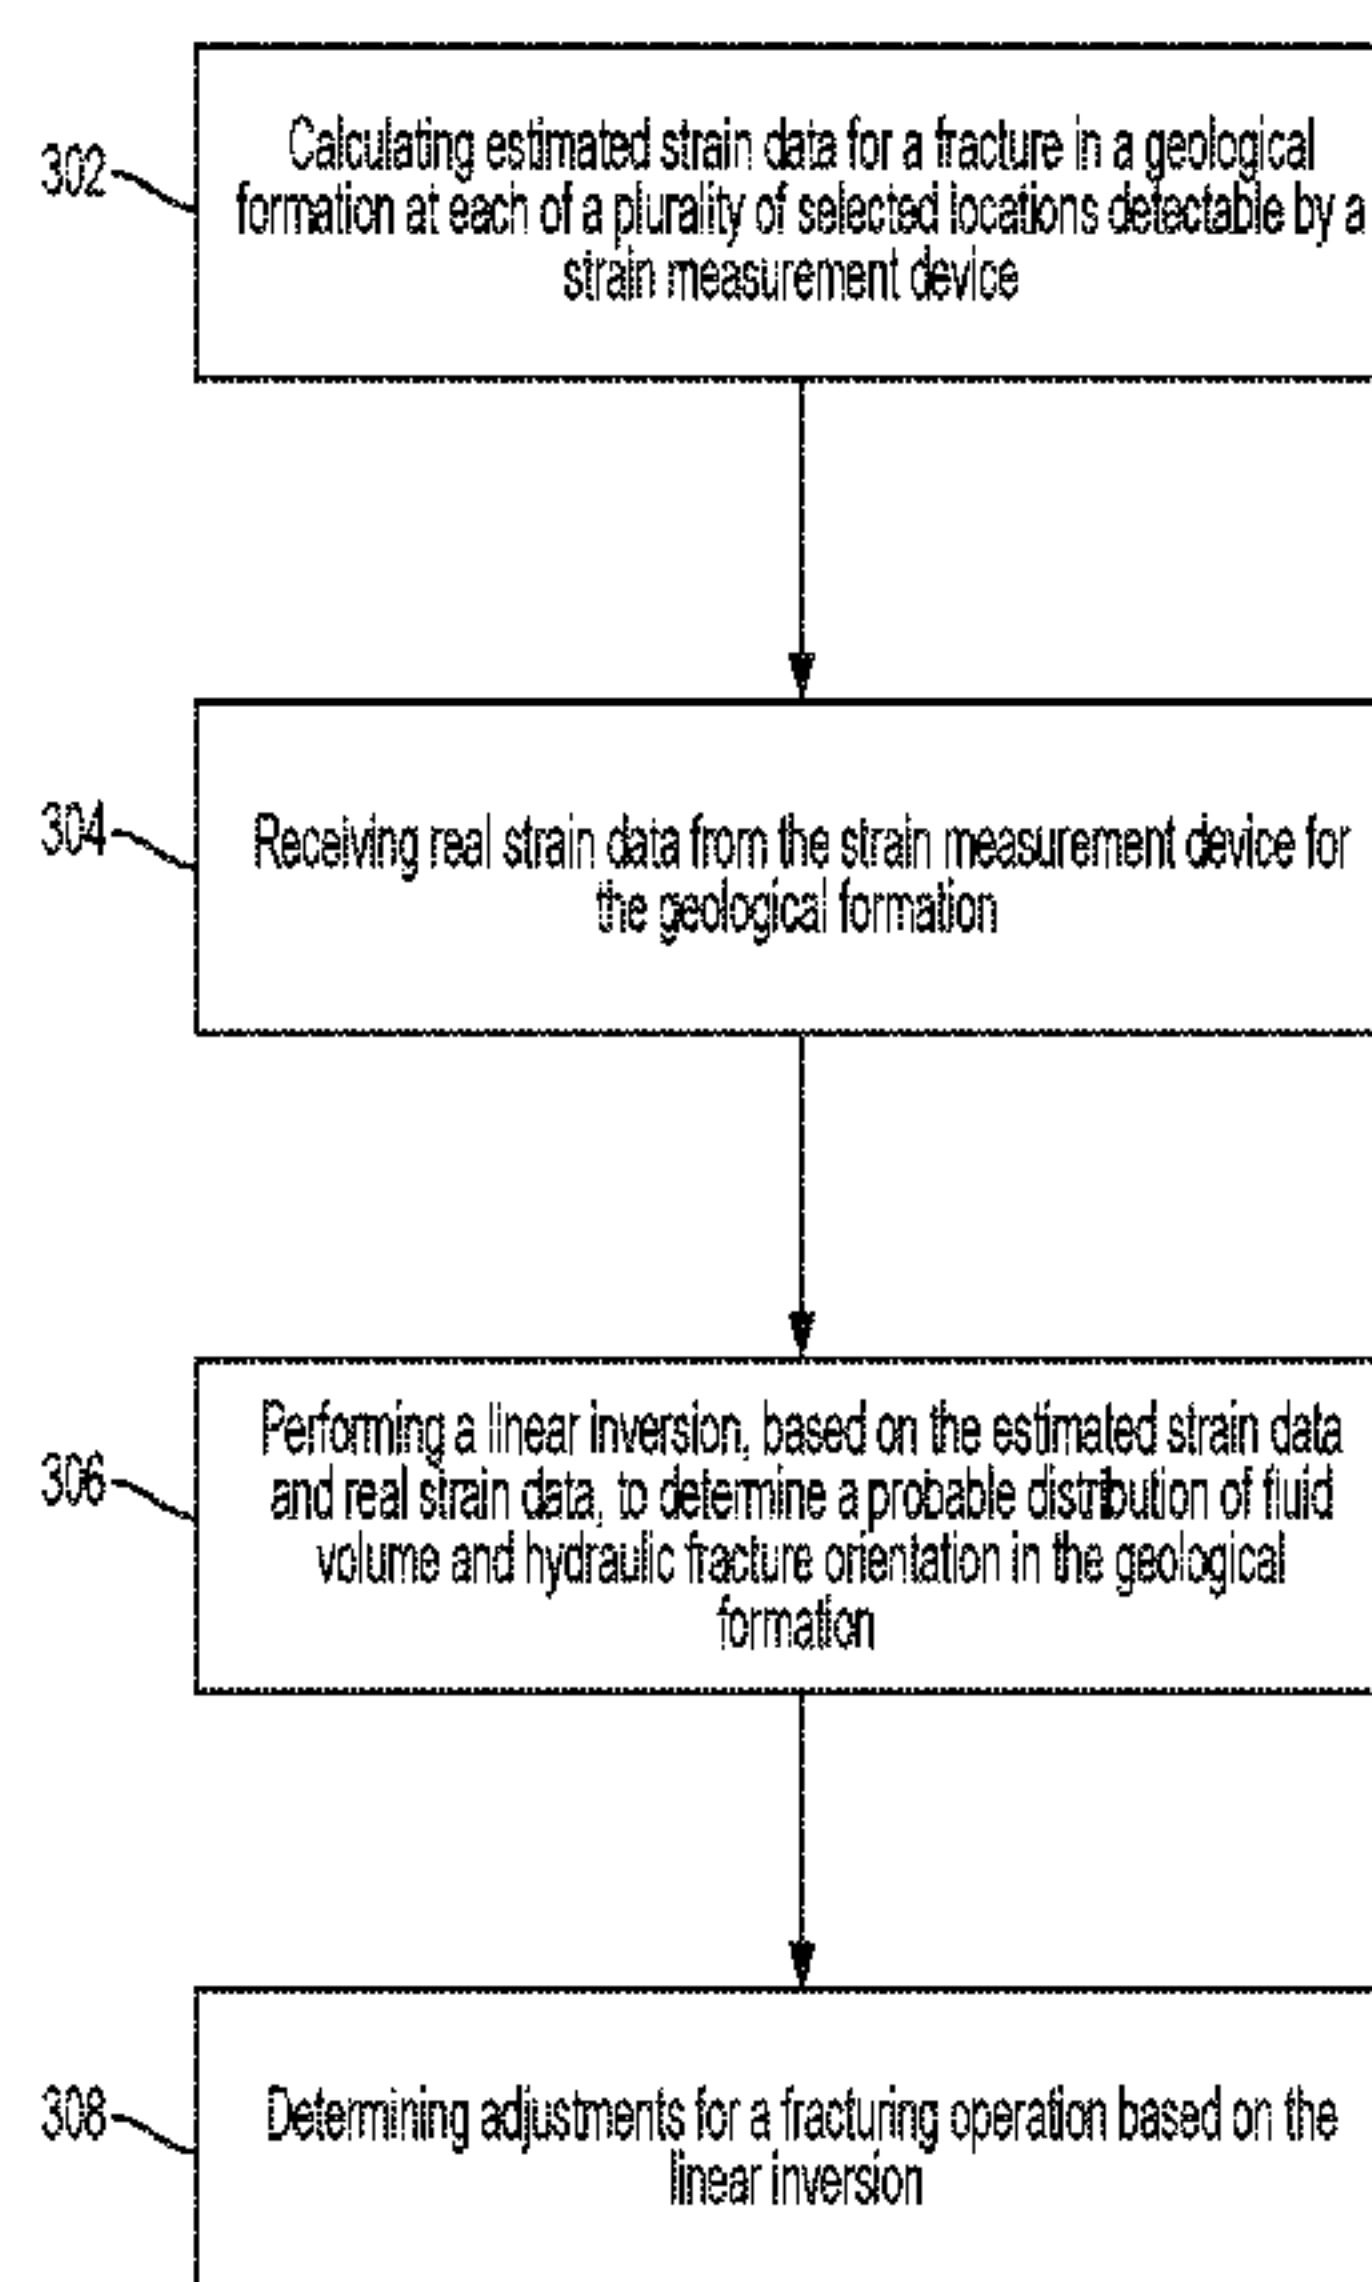 302
Calculating estimated strain data for a fracture in a geological
formation at each of a plurality of selected locations detectable by a
strain measurement device
304
Receiving real strain data from the strain measurement device for
the geological formation
306
Performing a linear inversion, based on the estimated strain data
and real strain data, to determine a probable distribution of fluid
volume and hydraulic fracture orientation in the geological
formation
308
Determining adjustments for a fracturing operation based on the
linear inversion